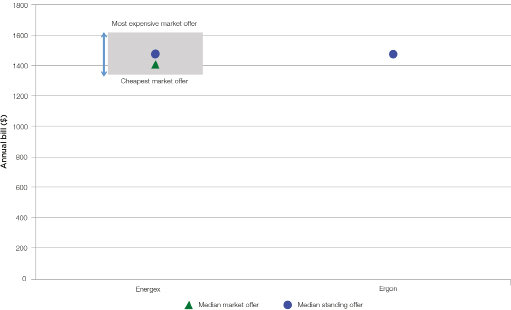 1800
Most expensive market offer
1600
1400
Cheapest market offer
1200
1000
800
600
400
200
0
Annual bill ($)
Energex
Ergon
Median market offer
Median standing offer